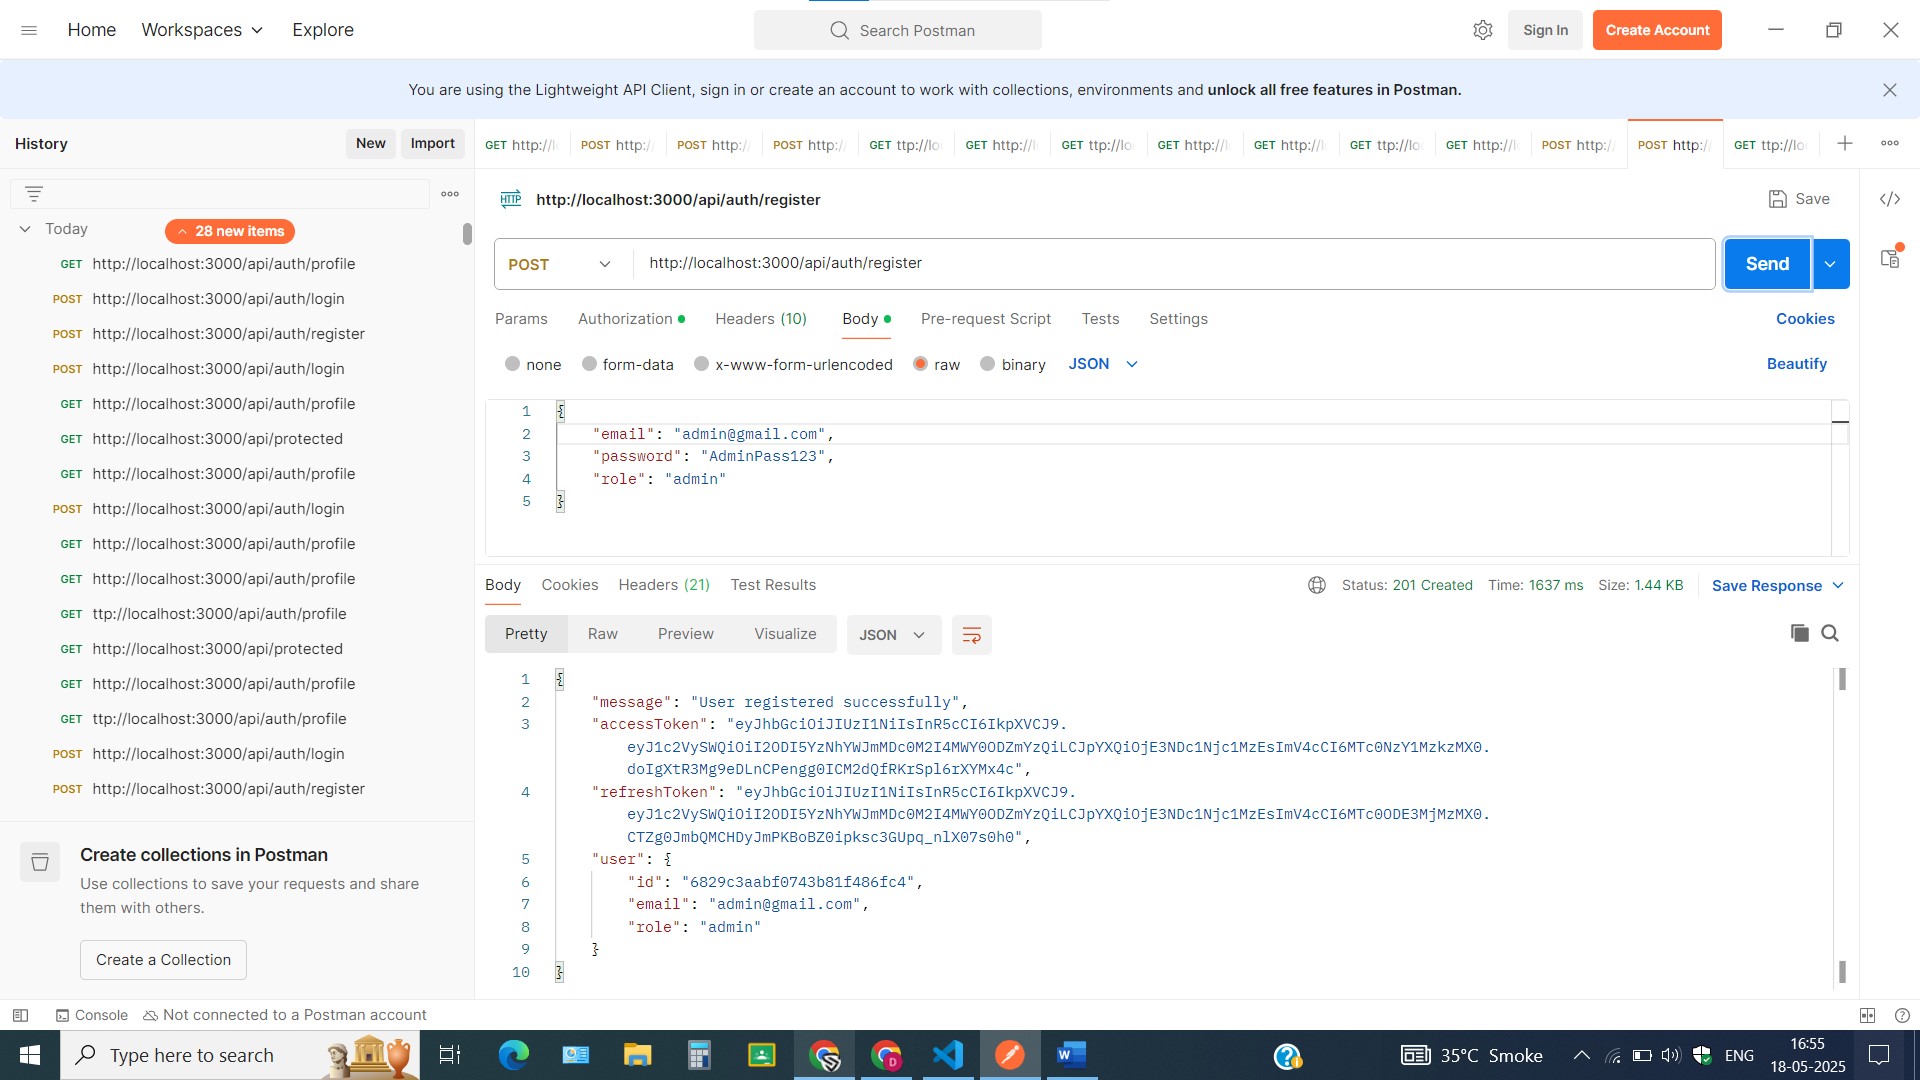 Home
Workspaces
Explore
Search Postman
Sign In
Create Account
You are using the Lightweight API Client, sign in or create an account to work with collections, environments and unlock all free features in Postman.
History
New
Import
GET http://l
POST http:/
POST http:/
POST http:/
GET ttp://lo
GET http://l
GET ttp://lo
GET http://l
GET http://l
GET ttp://lo
GET http://l
POST http:/
POST http:/
GET ttp://lo
Today
28 new items
GET http://localhost:3000/api/auth/profile
POST http://localhost:3000/api/auth/login
POST http://localhost:3000/api/auth/register
POST http://localhost:3000/api/auth/login
GET http://localhost:3000/api/auth/profile
GET http://localhost:3000/api/protected
GET http://localhost:3000/api/auth/profile
POST http://localhost:3000/api/auth/login
GET http://localhost:3000/api/auth/profile
GET http://localhost:3000/api/auth/profile
GET ttp://localhost:3000/api/auth/profile
GET http://localhost:3000/api/protected
GET http://localhost:3000/api/auth/profile
GET ttp://localhost:3000/api/auth/profile
POST http://localhost:3000/api/auth/login
POST http://localhost:3000/api/auth/register
Create collections in Postman
Use collections to save your requests and share
them with others.
Create a Collection
HTTP http://localhost:3000/api/auth/register
Save
POST http://localhost:3000/api/auth/register
Send
Params Authorization Headers (10) Body Pre-request Script Tests Settings
Cookies
none form-data x-www-form-urlencoded raw binary JSON
Beautify
1 {
2 "email": "admin@gmail.com",
3 "password": "AdminPass123",
4 "role": "admin"
5 }
Body Cookies Headers (21) Test Results
Status: 201 Created Time: 1637 ms Size: 1.44 KB
Save Response
Pretty Raw Preview Visualize JSON
1 {
2 "message": "User registered successfully",
3 "accessToken": "eyJhbGciOiJIUzI1NiIsInR5cCI6IkpXVCJ9.
eyJ1c2VySWQiOiI2ODI5YzNhYWJmMDc0M2I4MWY0ODZmYzQiLCJpYXQiOjE3NDc1Njc1MzEsImV4cCI6MTc0NzY1MzkzMX0.
doIgXtR3Mg9eDLnCPengg0ICM2dQfRKrSpl6rXYMx4c",
4 "refreshToken": "eyJhbGciOiJIUzI1NiIsInR5cCI6IkpXVCJ9.
eyJ1c2VySWQiOiI2ODI5YzNhYWJmMDc0M2I4MWY0ODZmYzQiLCJpYXQiOjE3NDc1Njc1MzEsImV4cCI6MTc0ODE3MjMzMX0.
CTZg0JmbQMCHDyJmPKBoBZ0ipksc3GUpq_nlX07s0h0",
5 "user": {
6 "id": "6829c3aabf0743b81f486fc4",
7 "email": "admin@gmail.com",
8 "role": "admin"
9 }
10 }
Console
Not connected to a Postman account
Type here to search
35°C Smoke
ENG
16:55
18-05-2025